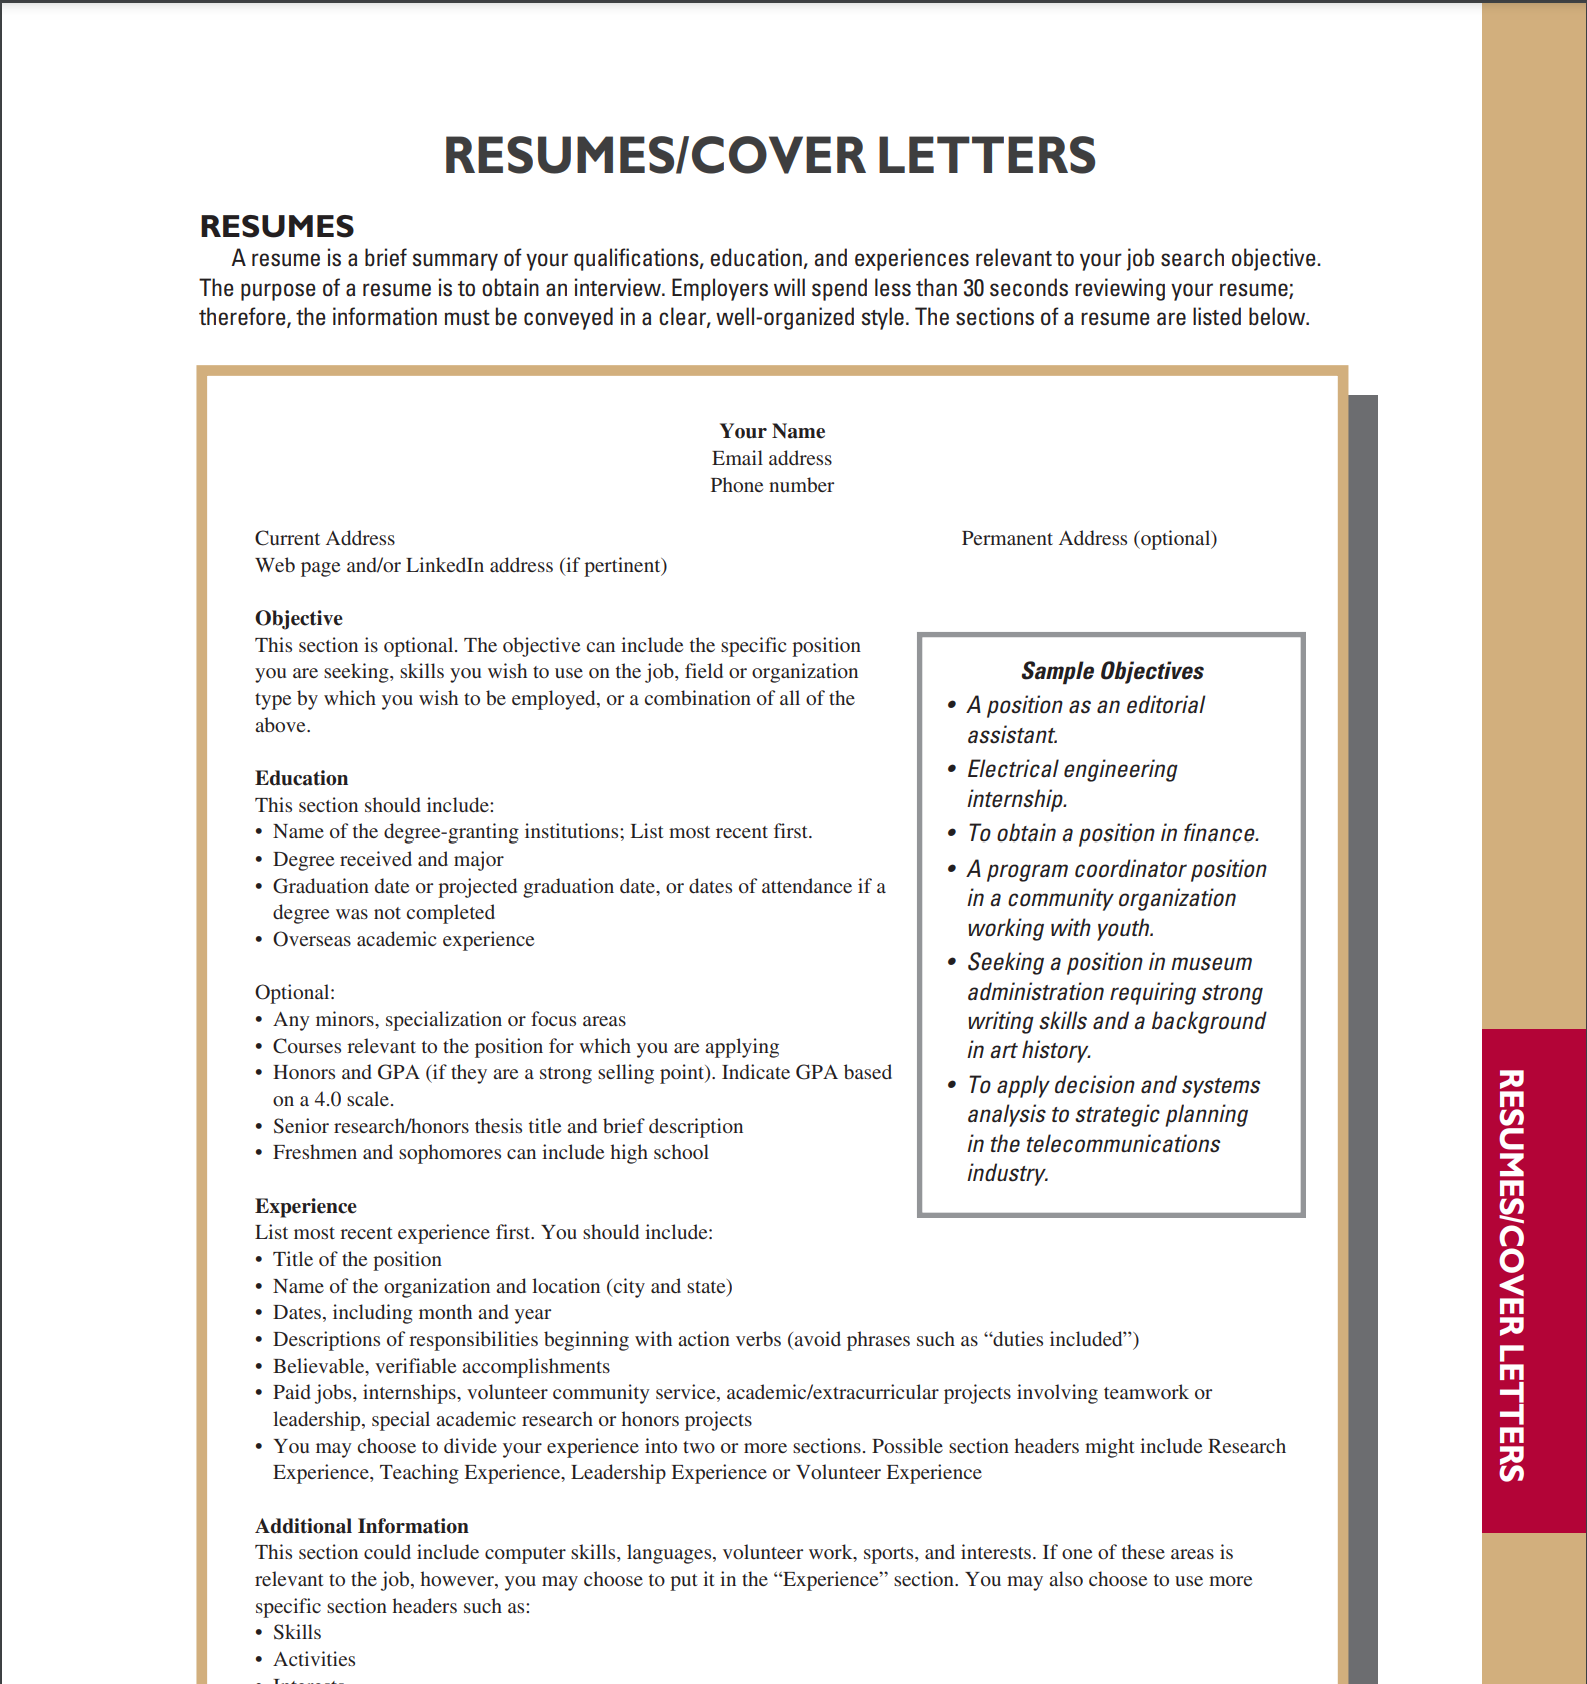 RESUMES/COVER LETTERS
RESUMES
A resume is a brief summary of your qualifications, education, and experiences relevant to your job search objective.
The purpose of a resume is to obtain an interview. Employers will spend less than 30 seconds reviewing your resume;
therefore, the information must be conveyed in a clear, well-organized style. The sections of a resume are listed below.
Your Name
Email address
Phone number
Current Address
Permanent Address (optional)
Web page and/or LinkedIn address (if pertinent)
Objective
This section is optional. The objective can include the specific position
you are seeking, skills you wish to use on the job, field or organization
type by which you wish to be employed, or a combination of all of the
above.
Education
This section should include:
• Name of the degree-granting institutions; List most recent first.
• Degree received and major
• Graduation date or projected graduation date, or dates of attendance if a
degree was not completed
• Overseas academic experience
Optional:
• Any minors, specialization or focus areas
• Courses relevant to the position for which you are applying
• Honors and GPA (if they are a strong selling point). Indicate GPA based
on a 4.0 scale.
• Senior research/honors thesis title and brief description
• Freshmen and sophomores can include high school
Sample Objectives
• A position as an editorial
assistant.
• Electrical engineering
internship.
• To obtain a position in finance.
• A program coordinator position
in a community organization
working with youth.
• Seeking a position in museum
administration requiring strong
writing skills and a background
in art history.
• To apply decision and systems
analysis to strategic planning
in the telecommunications
industry.
Experience
List most recent experience first. You should include:
• Title of the position
• Name of the organization and location (city and state)
• Dates, including month and year
• Descriptions of responsibilities beginning with action verbs (avoid phrases such as “duties included”)
• Believable, verifiable accomplishments
• Paid jobs, internships, volunteer community service, academic/extracurricular projects involving teamwork or
leadership, special academic research or honors projects
• You may choose to divide your experience into two or more sections. Possible section headers might include Research
Experience, Teaching Experience, Leadership Experience or Volunteer Experience
Additional Information
This section could include computer skills, languages, volunteer work, sports, and interests. If one of these areas is
relevant to the job, however, you may choose to put it in the “Experience” section. You may also choose to use more
specific section headers such as:
• Skills
• Activities
RESUMES/COVER LETTERS